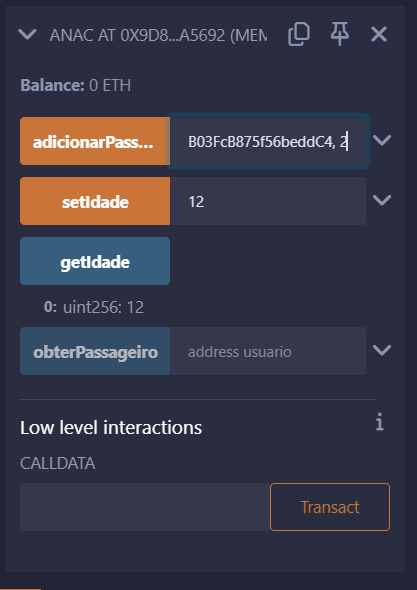 ANAC AT 0X9D8...A5692 (MEM
Balance: 0 ETH
adicionarPass... B03FcB875f56beddC4, 2
setIdade 12
getIdade
0: uint256: 12
obterPassageiro address usuario
Low level interactions
CALLDATA
Transact